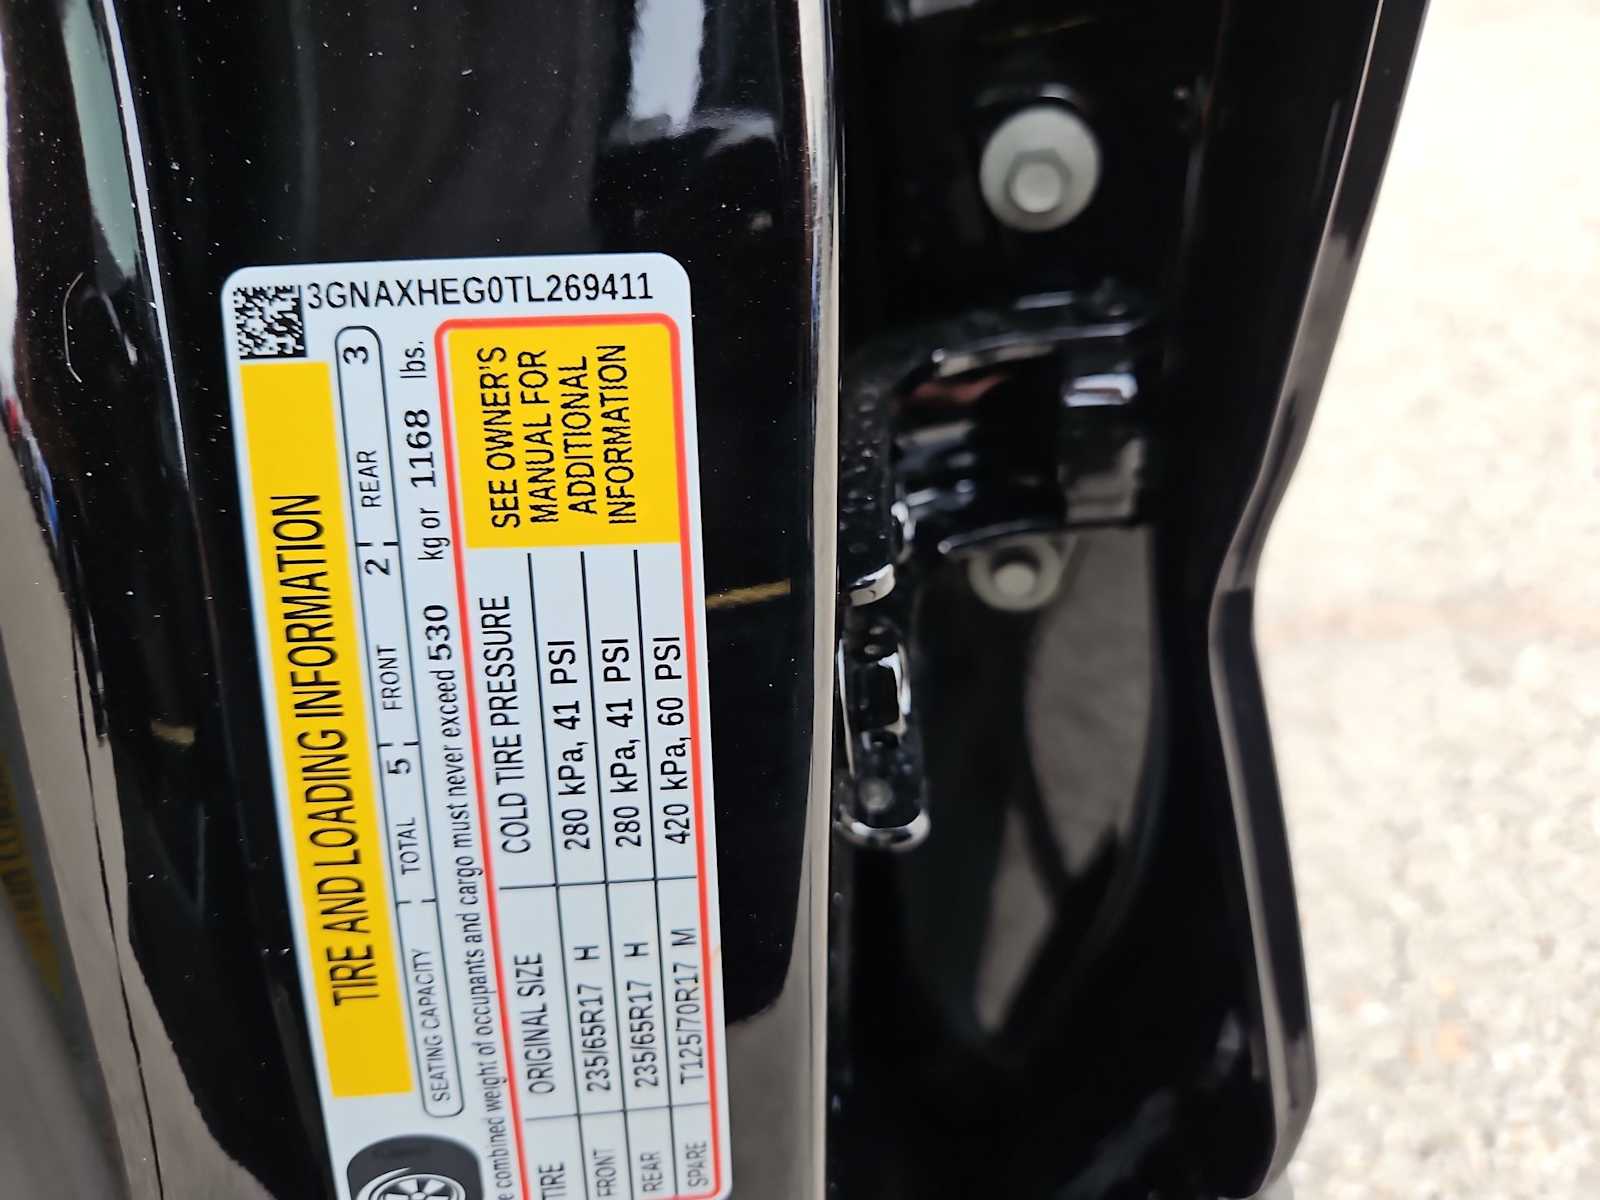 3GNAXHEG0TL269411
TIRE AND LOADING INFORMATION
SEATING CAPACITY TOTAL 5 FRONT 2 REAR 3
combined weight of occupants and cargo must never exceed 530 kg or 1168 lbs.
TIRE ORIGINAL SIZE COLD TIRE PRESSURE
FRONT 235/65R17 H 280 kPa, 41 PSI
REAR 235/65R17 H 280 kPa, 41 PSI
SPARE T125/70R17 M 420 kPa, 60 PSI
SEE OWNER'S
MANUAL FOR
ADDITIONAL
INFORMATION